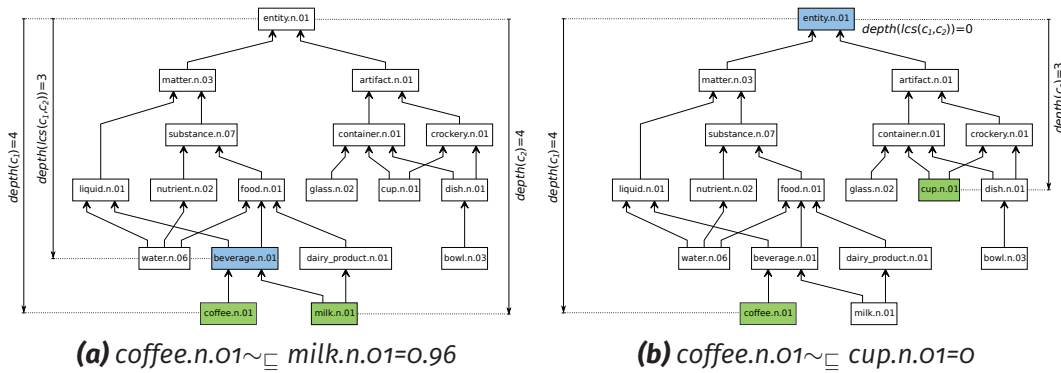 entity.n.01
matter.n.03 artifact.n.01
substance.n.07 container.n.01 crockery.n.01
liquid.n.01 nutrient.n.02 food.n.01 glass.n.02 cup.n.01 dish.n.01
water.n.06 beverage.n.01 dairy_product.n.01 bowl.n.03
coffee.n.01 milk.n.01
depth(c₁)=4
depth(lcs(c₁,c₂))=3
depth(c₂)=4
(a) coffee.n.01~⊑ milk.n.01=0.96
entity.n.01
depth(lcs(c₁,c₂))=0
matter.n.03 artifact.n.01
substance.n.07 container.n.01 crockery.n.01
liquid.n.01 nutrient.n.02 food.n.01 glass.n.02 cup.n.01 dish.n.01
water.n.06 beverage.n.01 dairy_product.n.01 bowl.n.03
coffee.n.01 milk.n.01
depth(c₁)=4
depth(c₂)=3
(b) coffee.n.01~⊑ cup.n.01=0